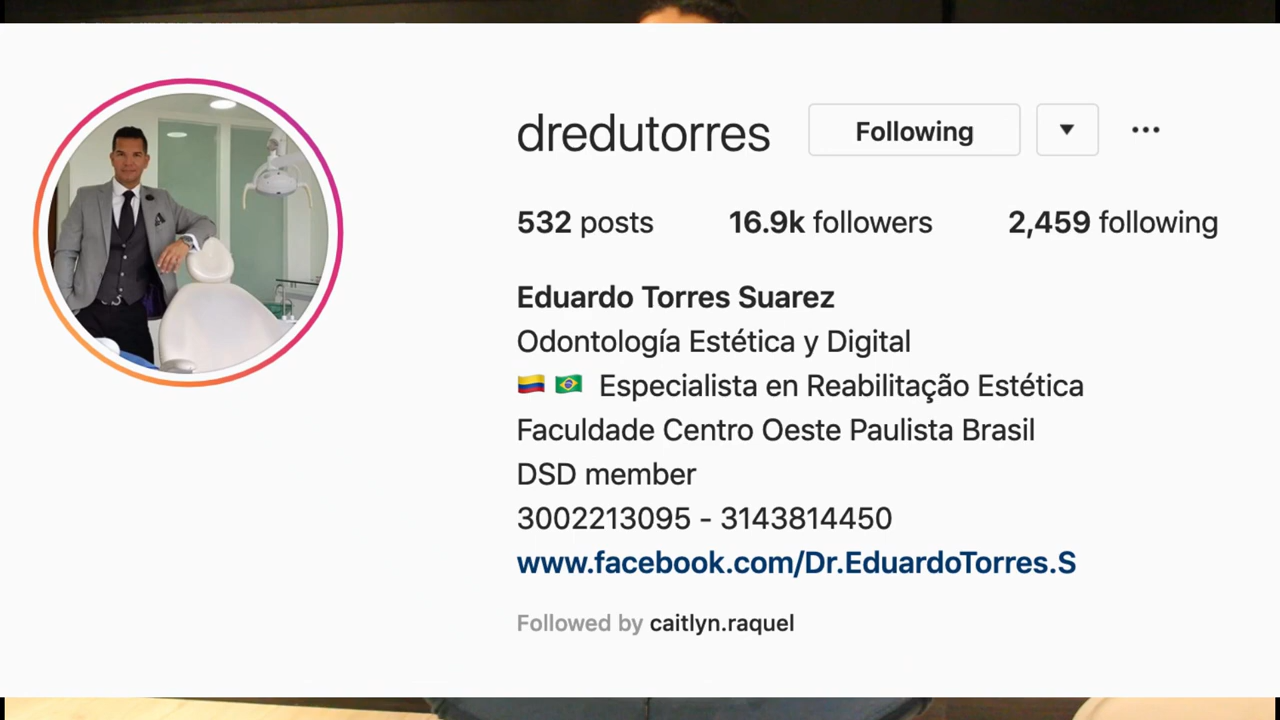 dredutorres Following
532 posts 16.9k followers 2,459 following
Eduardo Torres Suarez
Odontología Estética y Digital
🇨🇴 🇧🇷 Especialista en Reabilitação Estética
Faculdade Centro Oeste Paulista Brasil
DSD member
3002213095 - 3143814450
www.facebook.com/Dr.EduardoTorres.S
Followed by caitlyn.raquel